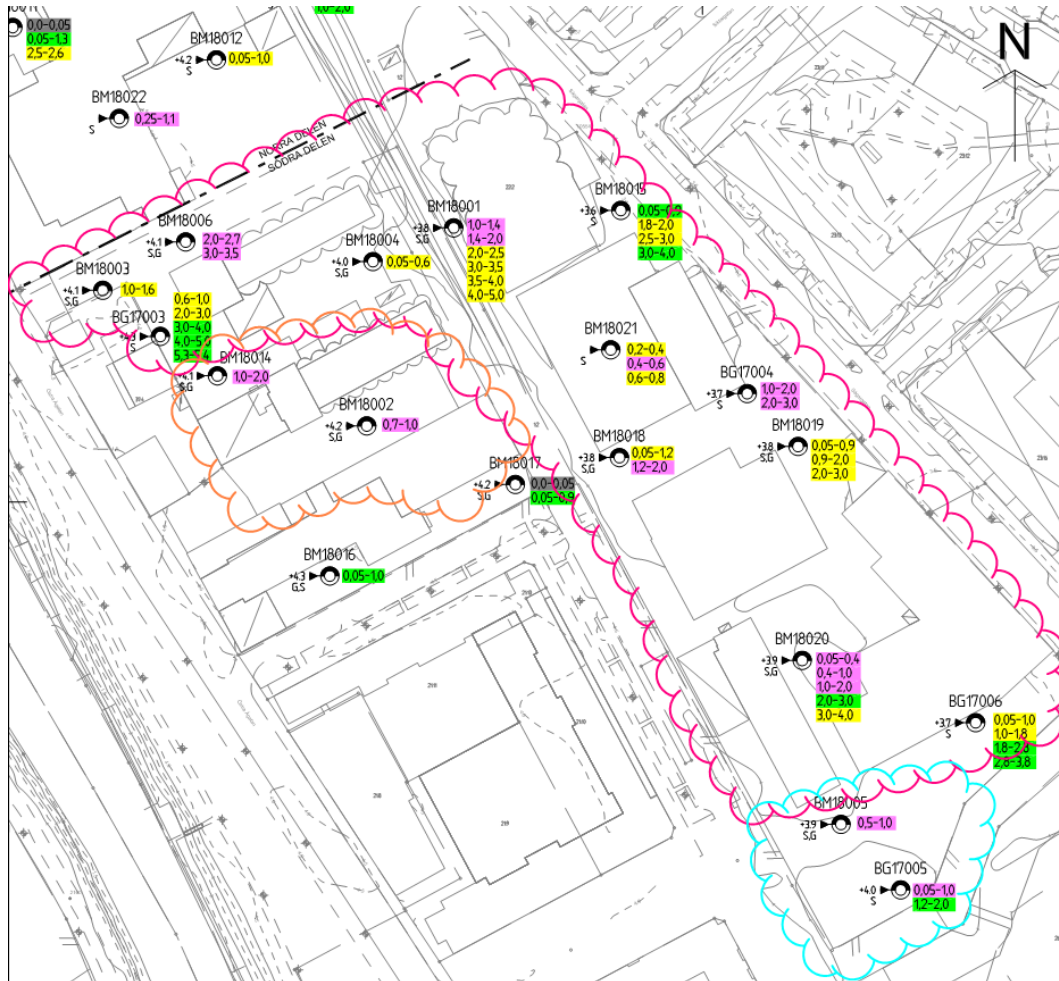 1,0-2,0
0,0-0,05
0,05-1,3
2,5-2,6
BM18012
+4.2
S
0,05-1,0
N
BM18022
S
0,25-1,1
NORRA DELEN
SÖDRA DELEN
BM18006
+4.1
S,G
2,0-2,7
3,0-3,5
BM18004
+4.0
S,G
0,05-0,6
BM18001
+3.8
S,G
1,0-1,4
1,4-2,0
2,0-2,5
3,0-3,5
3,5-4,0
4,0-5,0
BM18015
+3.6
S
0,05-0,9
1,8-2,0
2,5-3,0
3,0-4,0
BM18003
+4.1
S,G
1,0-1,6
BG17003
+4.3
S
0,6-1,0
2,0-3,0
3,0-4,0
4,0-5,0
5,3-5,4
BM18014
+4.1
S,G
1,0-2,0
BM18021
S
0,2-0,4
0,4-0,6
0,6-0,8
BG17004
+3.7
S
1,0-2,0
2,0-3,0
BM18002
+4.2
S,G
0,7-1,0
BM18019
+3.8
S,G
0,05-0,9
0,9-2,0
2,0-3,0
BM18018
+3.8
S,G
0,05-1,2
1,2-2,0
BM18017
+4.2
S,G
0,0-0,05
0,05-0,9
BM18016
+4.3
G,S
0,05-1,0
BM18020
+3.9
S,G
0,05-0,4
0,4-1,0
1,0-2,0
2,0-3,0
3,0-4,0
BG17006
+3.7
S
0,05-1,0
1,0-1,8
1,8-2,8
2,8-3,8
BM18005
+3.9
S,G
0,5-1,0
BG17005
+4.0
S
0,05-1,0
1,2-2,0